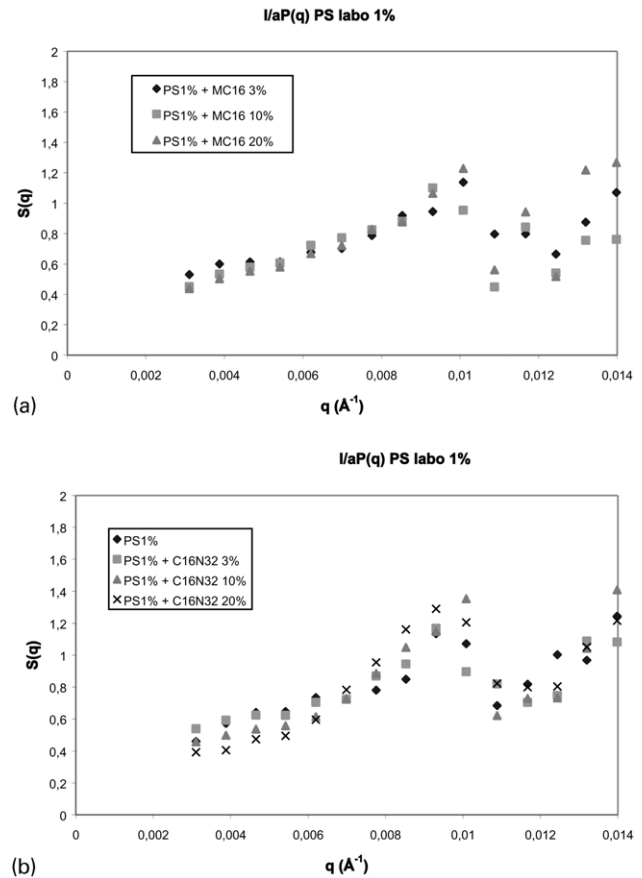 I/aP(q) PS labo 1%
2
1,8
1,6
1,4
1,2
1
0,8
0,6
0,4
0,2
0
S(q)
PS1% + MC16 3%
PS1% + MC16 10%
PS1% + MC16 20%
0 0,002 0,004 0,006 0,008 0,01 0,012 0,014
(a)
q (Å⁻¹)
I/aP(q) PS labo 1%
2
1,8
1,6
1,4
1,2
1
0,8
0,6
0,4
0,2
0
S(q)
PS1%
PS1% + C16N32 3%
PS1% + C16N32 10%
PS1% + C16N32 20%
0 0,002 0,004 0,006 0,008 0,01 0,012 0,014
(b)
q (Å⁻¹)